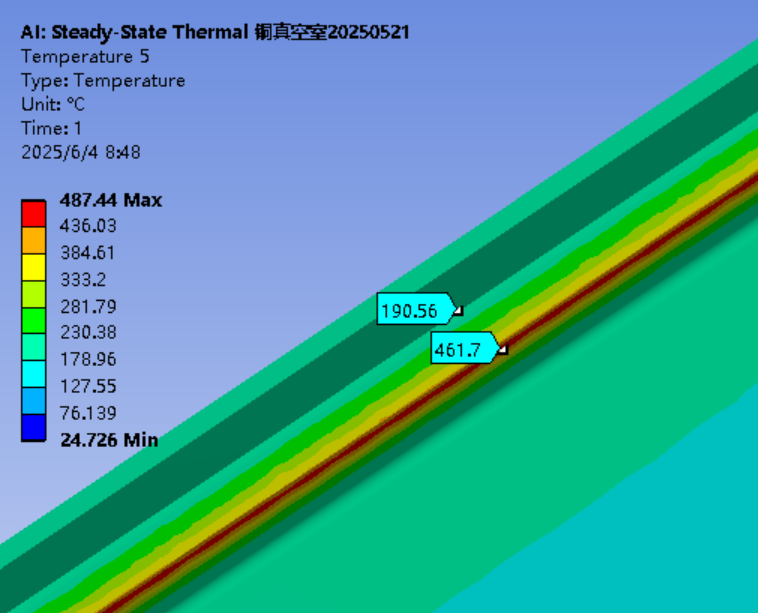 AI: Steady-State Thermal 铜真空室20250521
Temperature 5
Type: Temperature
Unit: °C
Time: 1
2025/6/4 8:48
487.44 Max
436.03
384.61
333.2
281.79
230.38
178.96
127.55
76.139
24.726 Min
190.56
461.7